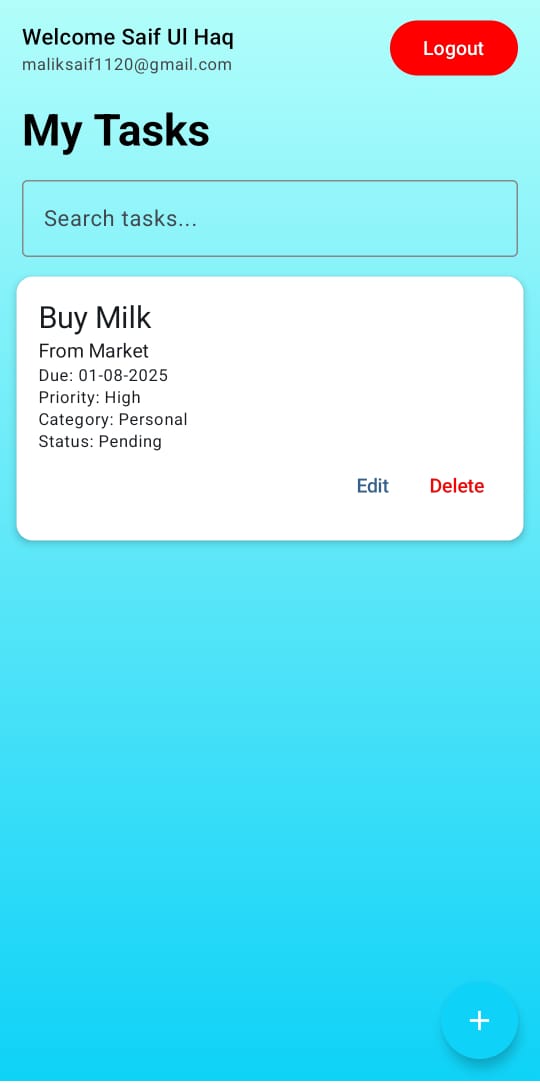 Welcome Saif Ul Haq
maliksaif1120@gmail.com
Logout
My Tasks
Search tasks...
Buy Milk
From Market
Due: 01-08-2025
Priority: High
Category: Personal
Status: Pending
Edit
Delete
+